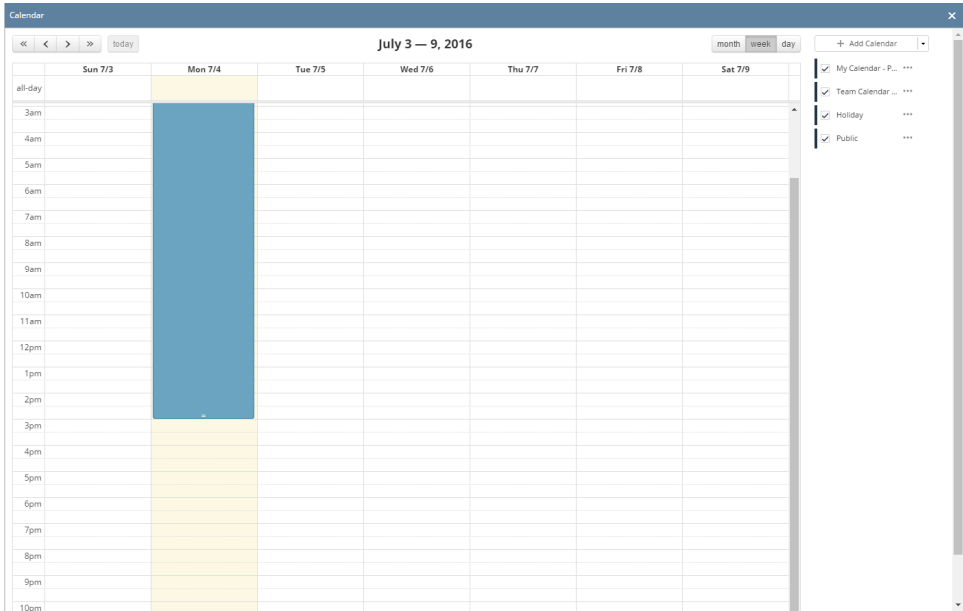 Calendar
today
July 3 — 9, 2016
month week day
+ Add Calendar
Sun 7/3 Mon 7/4 Tue 7/5 Wed 7/6 Thu 7/7 Fri 7/8 Sat 7/9
all-day
3am
4am
5am
6am
7am
8am
9am
10am
11am
12pm
1pm
2pm
3pm
4pm
5pm
6pm
7pm
8pm
9pm
10pm
My Calendar - P...
Team Calendar ...
Holiday
Public